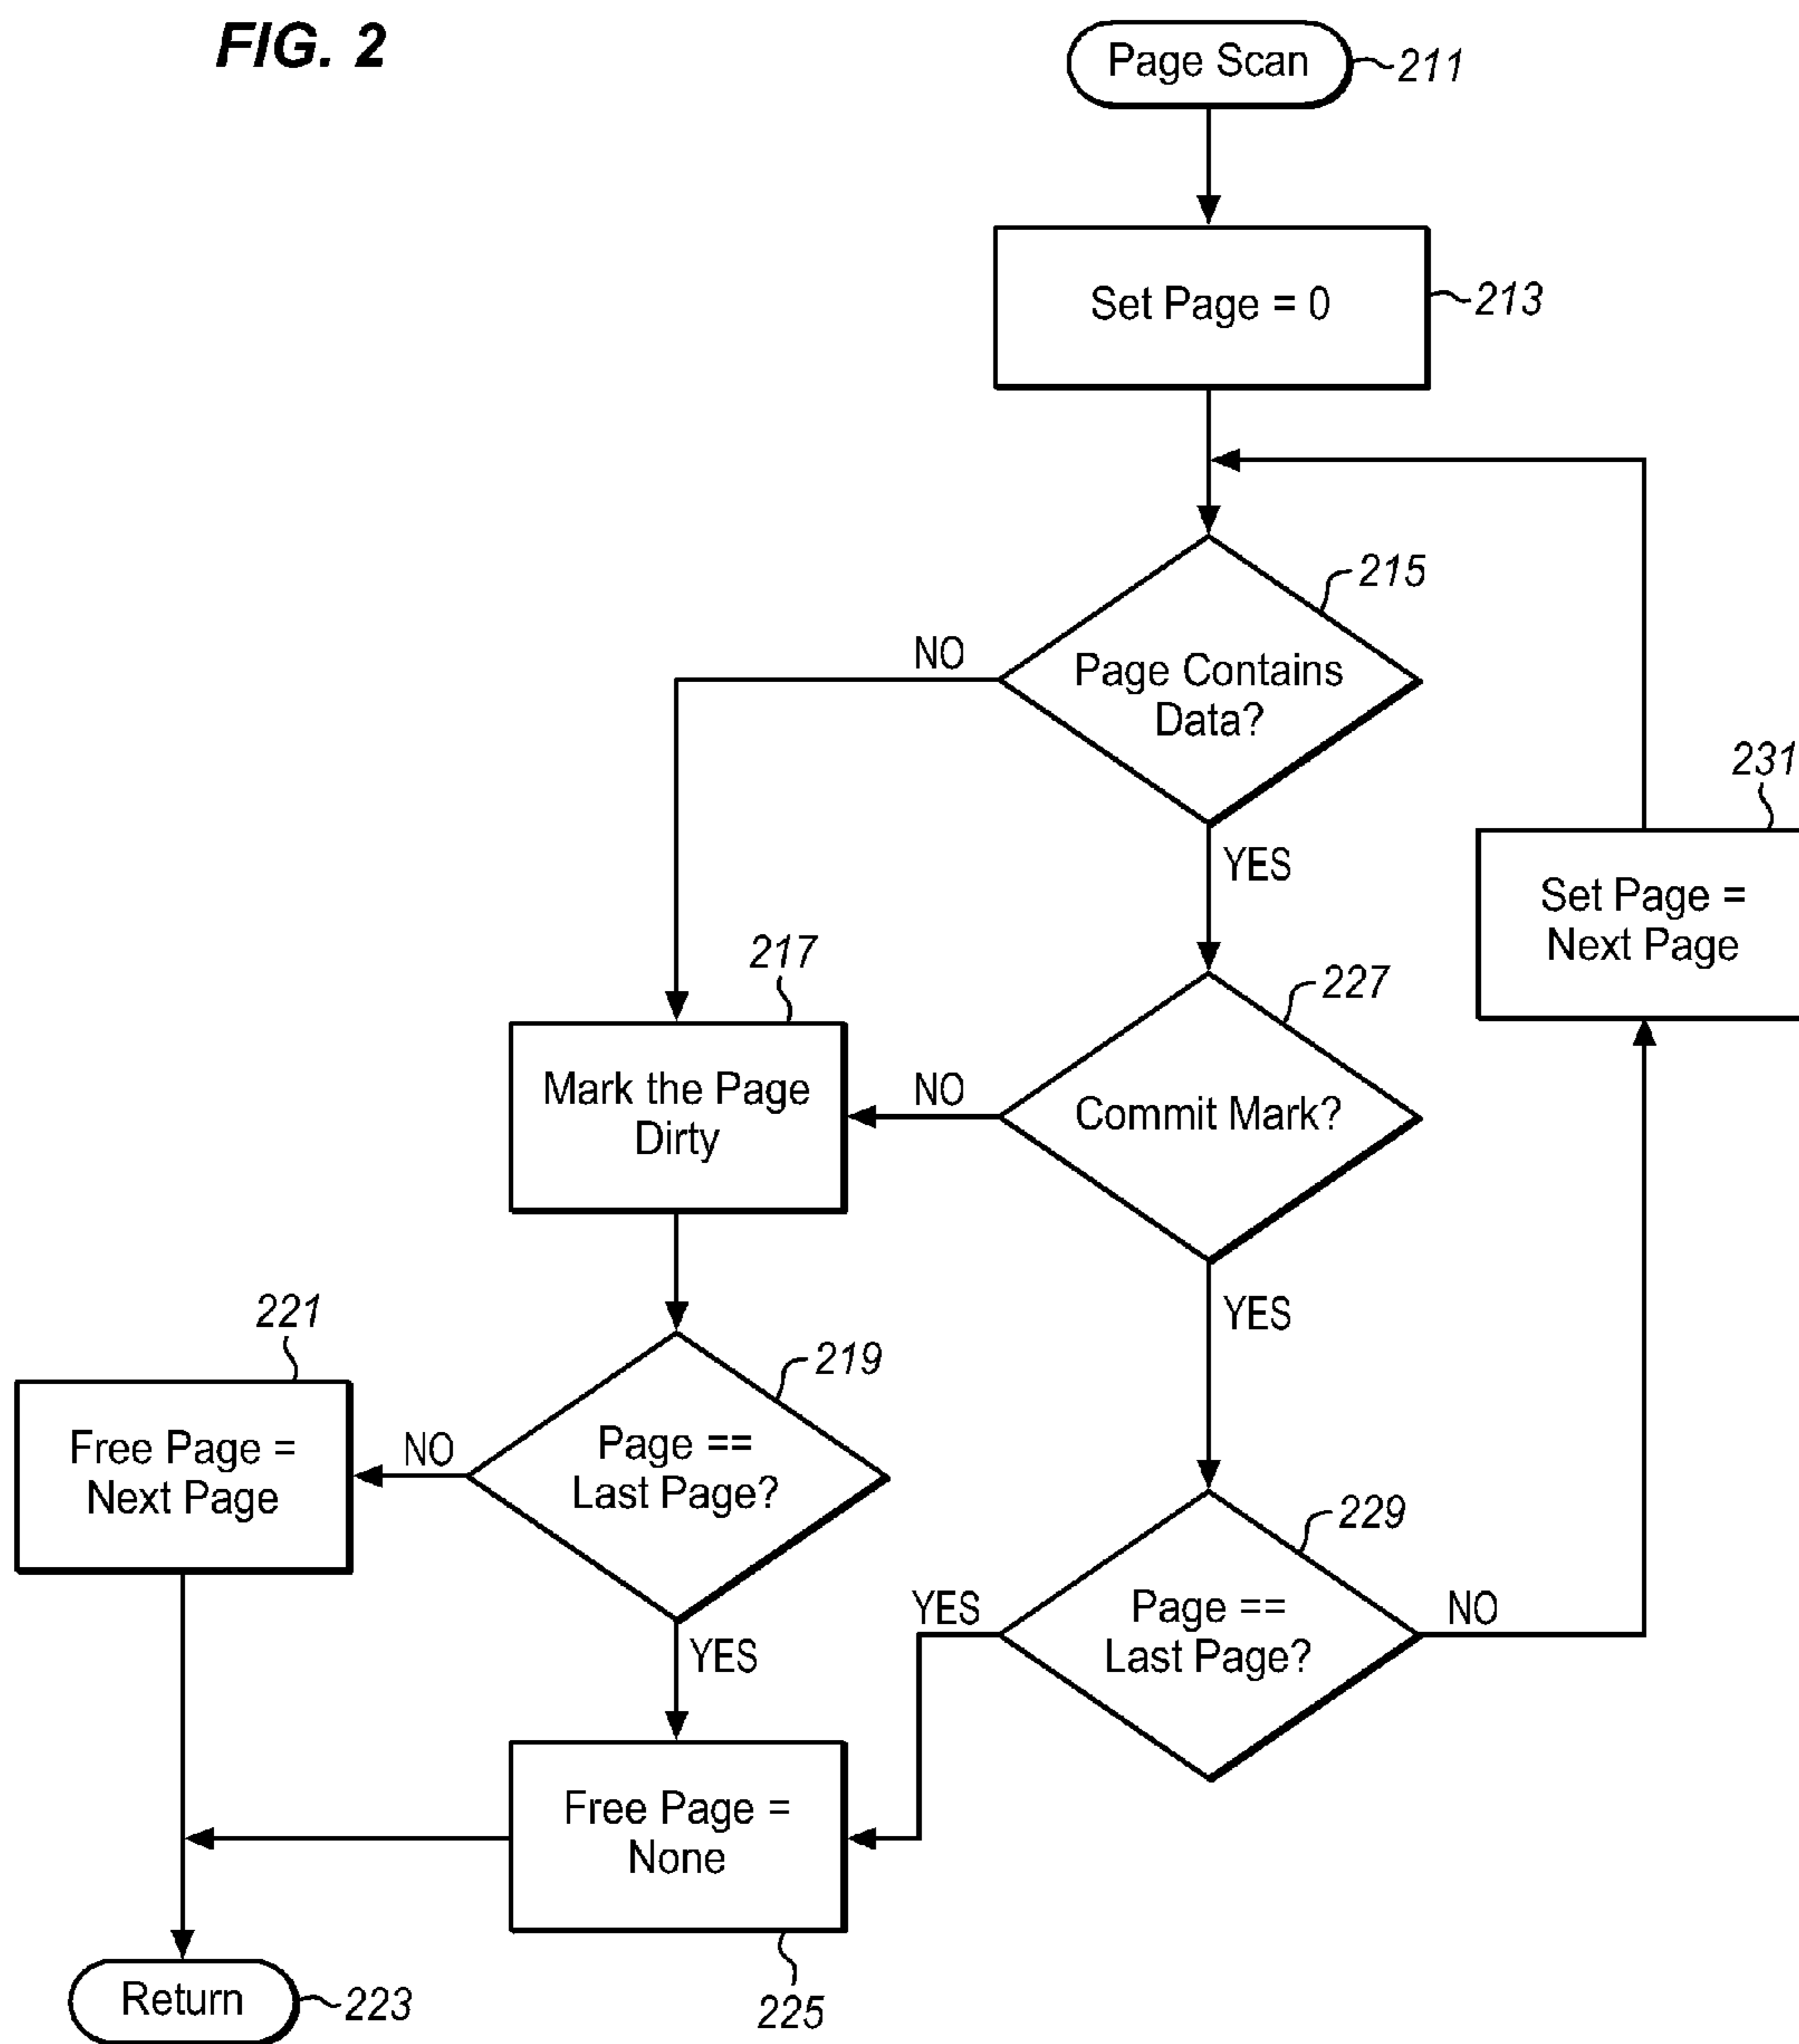 FIG. 2
Page Scan
211
Set Page = 0
213
215
NO
Page Contains
Data?
231
YES
Set Page =
Next Page
217
227
Mark the Page
Dirty
NO
Commit Mark?
221
YES
219
Free Page =
Next Page
NO
Page ==
Last Page?
229
YES
YES
Page ==
Last Page?
NO
Free Page =
None
Return
223
225